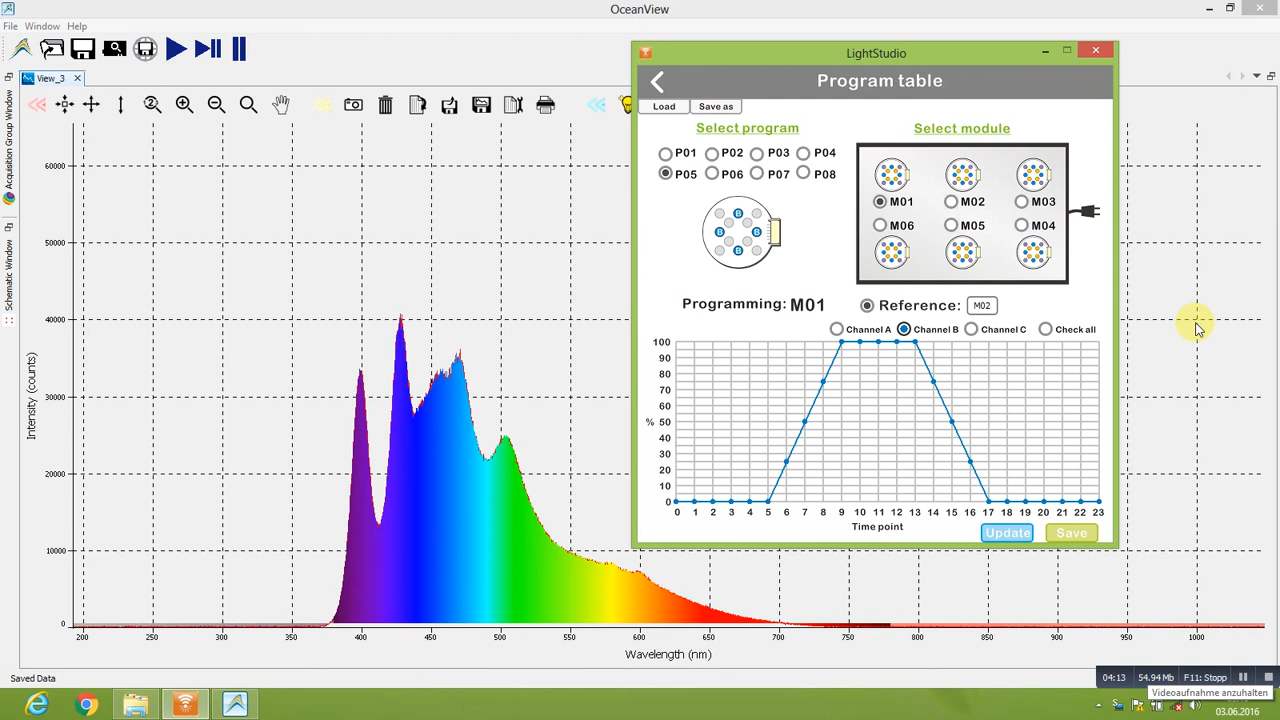 OceanView
File Window Help
View_3
Acquisition Group Window
Schematic Window
LightStudio
Program table
Load Save as
Select program
P01 P02 P03 P04
P05 P06 P07 P08
B
B B
B
Select module
M01 M02 M03
M06 M05 M04
Programming: M01
Reference: M02
Channel A Channel B Channel C Check all
100
90
80
70
60
% 50
40
30
20
10
0
0 1 2 3 4 5 6 7 8 9 10 11 12 13 14 15 16 17 18 19 20 21 22 23
Time point
Update Save
Intensity (counts)
60000
50000
40000
30000
20000
10000
0
200 250 300 350 400 450 500 550 600 650 700 750 800 850 900 950 1000
Wavelength (nm)
Saved Data
04:13 54.94 Mb F11: Stopp
Videoaufnahme anzuhalten
03.06.2016